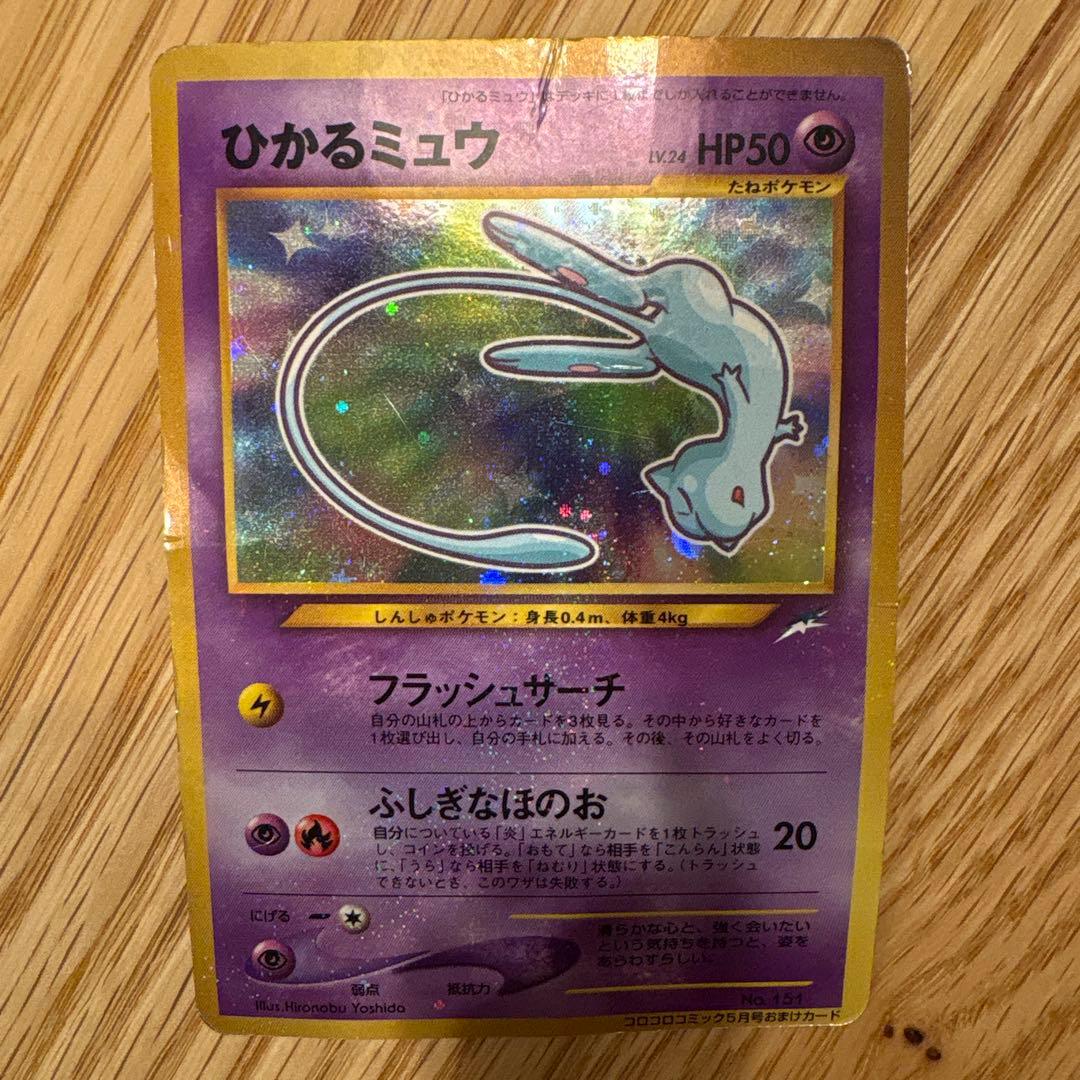 「ひかるミュウ」はデッキに1枚までしか入れることができません。
ひかるミュウ
LV.24 HP50
たねポケモン
しんしゅポケモン：身長0.4m、体重4kg
フラッシュサーチ
自分の山札の上からカードを3枚見る。その中から好きなカードを
1枚選び出し、自分の手札に加える。その後、その山札をよく切る。
ふしぎなほのお
自分についている「炎」エネルギーカードを1枚トラッシュ
し、コインを投げる。「おもて」なら相手を「こんらん」状態
に、「うら」なら相手を「ねむり」状態にする。（トラッシュ
できないとき、このワザは失敗する。）
20
にげる
弱点
抵抗力
清らかな心と、強く会いたい
という気持ちを持つと、姿を
あらわすらしい。
Illus.Hironobu Yoshida
No. 151
コロコロコミック5月号おまけカード